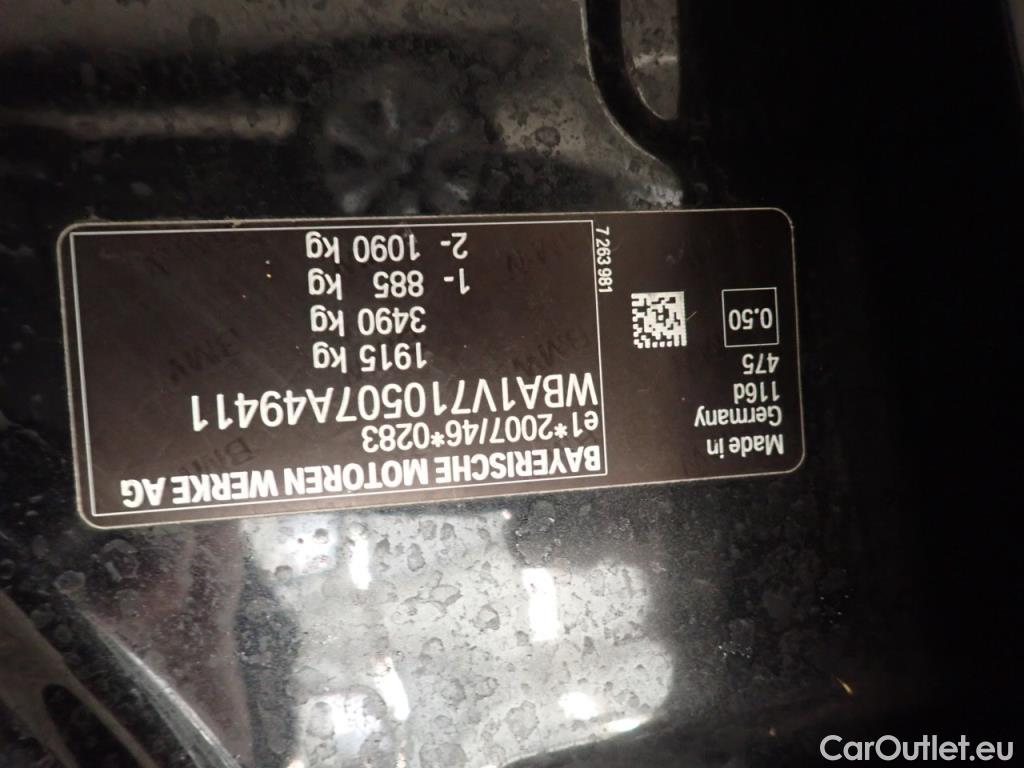 BAYERISCHE MOTOREN WERKE AG
e1*2007/46*0283
WBA1V710507A49411
1915 kg
3490 kg
1- 885 kg
2- 1090 kg
7 263 981
Made in
Germany
116d
475
0.50
CarOutlet.eu